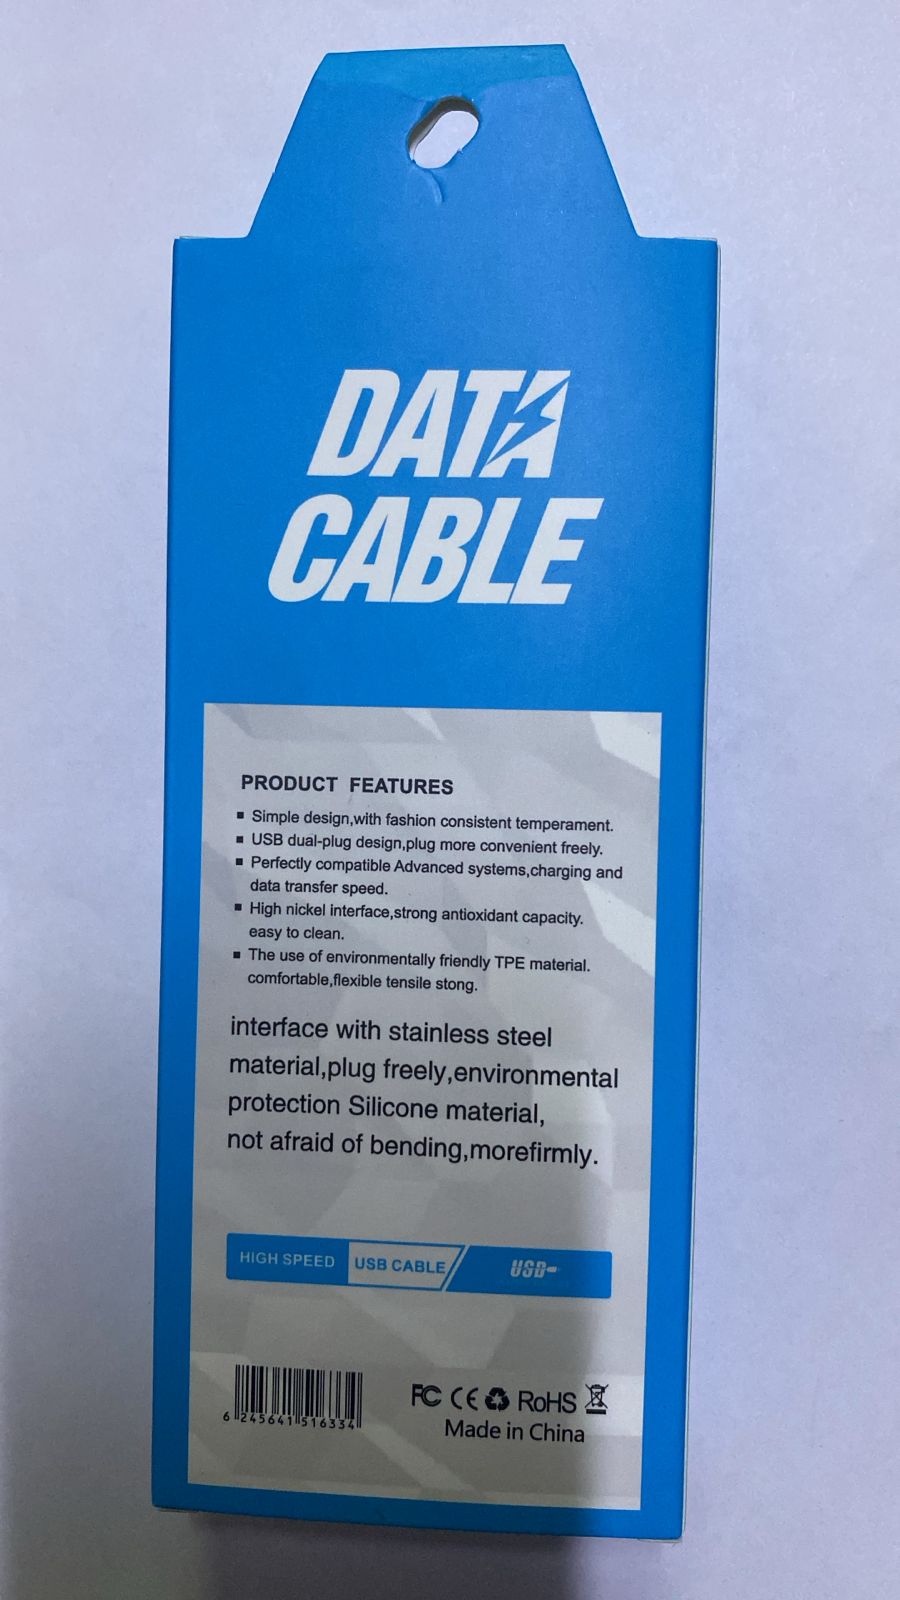 DATA
CABLE
PRODUCT FEATURES
▪ Simple design,with fashion consistent temperament.
▪ USB dual-plug design,plug more convenient freely.
▪ Perfectly compatible Advanced systems,charging and
data transfer speed.
▪ High nickel interface,strong antioxidant capacity.
easy to clean.
▪ The use of environmentally friendly TPE material.
comfortable,flexible tensile stong.
interface with stainless steel
material,plug freely,environmental
protection Silicone material,
not afraid of bending,morefirmly.
HIGH SPEED USB CABLE USB
FC CE RoHS
6 245641 516334
Made in China